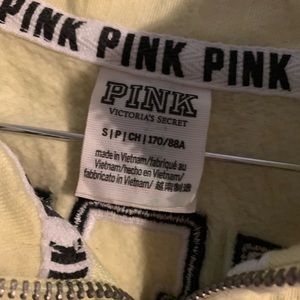 PINK PINK PINK
PINK
VICTORIA'S SECRET
S|P|CH|170/88A
made in Vietnam/fabriqué au
Vietnam/hecho en Vietnam/
fabbricato in Vietnam/ 越南制造